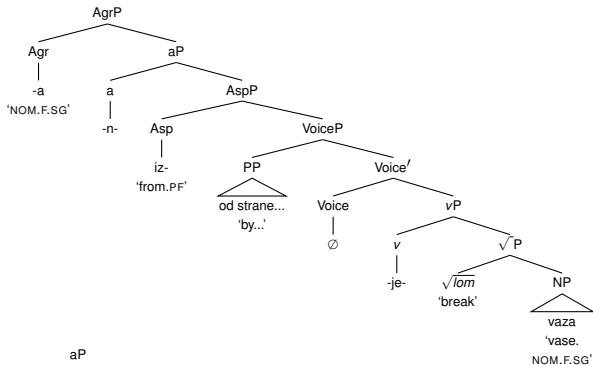 AgrP
Agr aP
-a a AspP
‘NOM.F.SG’
-n- Asp VoiceP
iz- PP Voice′
‘from.PF’
od strane... Voice vP
‘by...’
∅ v √P
-je- √lom NP
‘break’
vaza
‘vase.
aP NOM.F.SG’